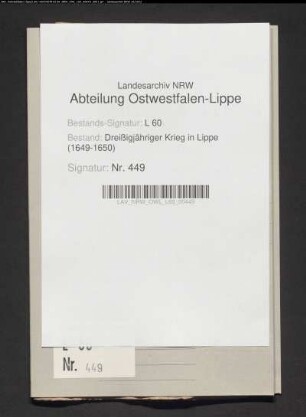 Landesarchiv NRW
Abteilung Ostwestfalen-Lippe
Bestands-Signatur: L 60
Bestand: Dreißigjähriger Krieg in Lippe
(1649-1650)
Signatur: Nr. 449
Nr. 449